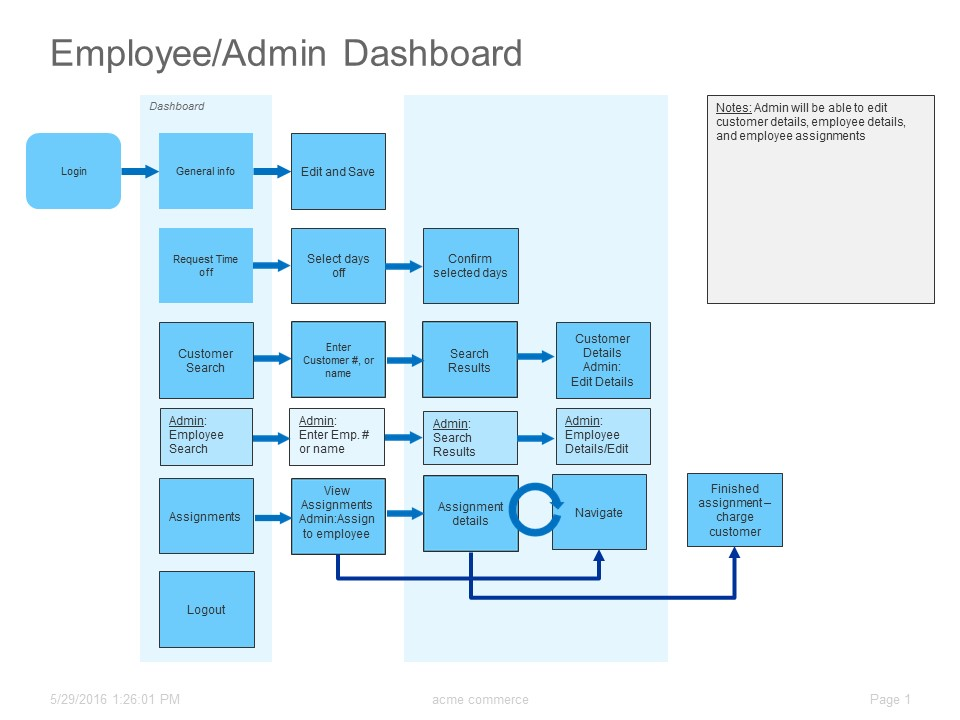 Employee/Admin Dashboard
Dashboard
Notes: Admin will be able to edit
customer details, employee details,
and employee assignments
Login
General info
Edit and Save
Request Time
off
Select days
off
Confirm
selected days
Customer
Search
Enter
Customer #, or
name
Search
Results
Customer
Details
Admin:
Edit Details
Admin:
Employee
Search
Admin:
Enter Emp. #
or name
Admin:
Search
Results
Admin:
Employee
Details/Edit
Assignments
View
Assignments
Admin:Assign
to employee
Assignment
details
Navigate
Finished
assignment –
charge
customer
Logout
5/29/2016 1:26:01 PM
acme commerce
Page 1